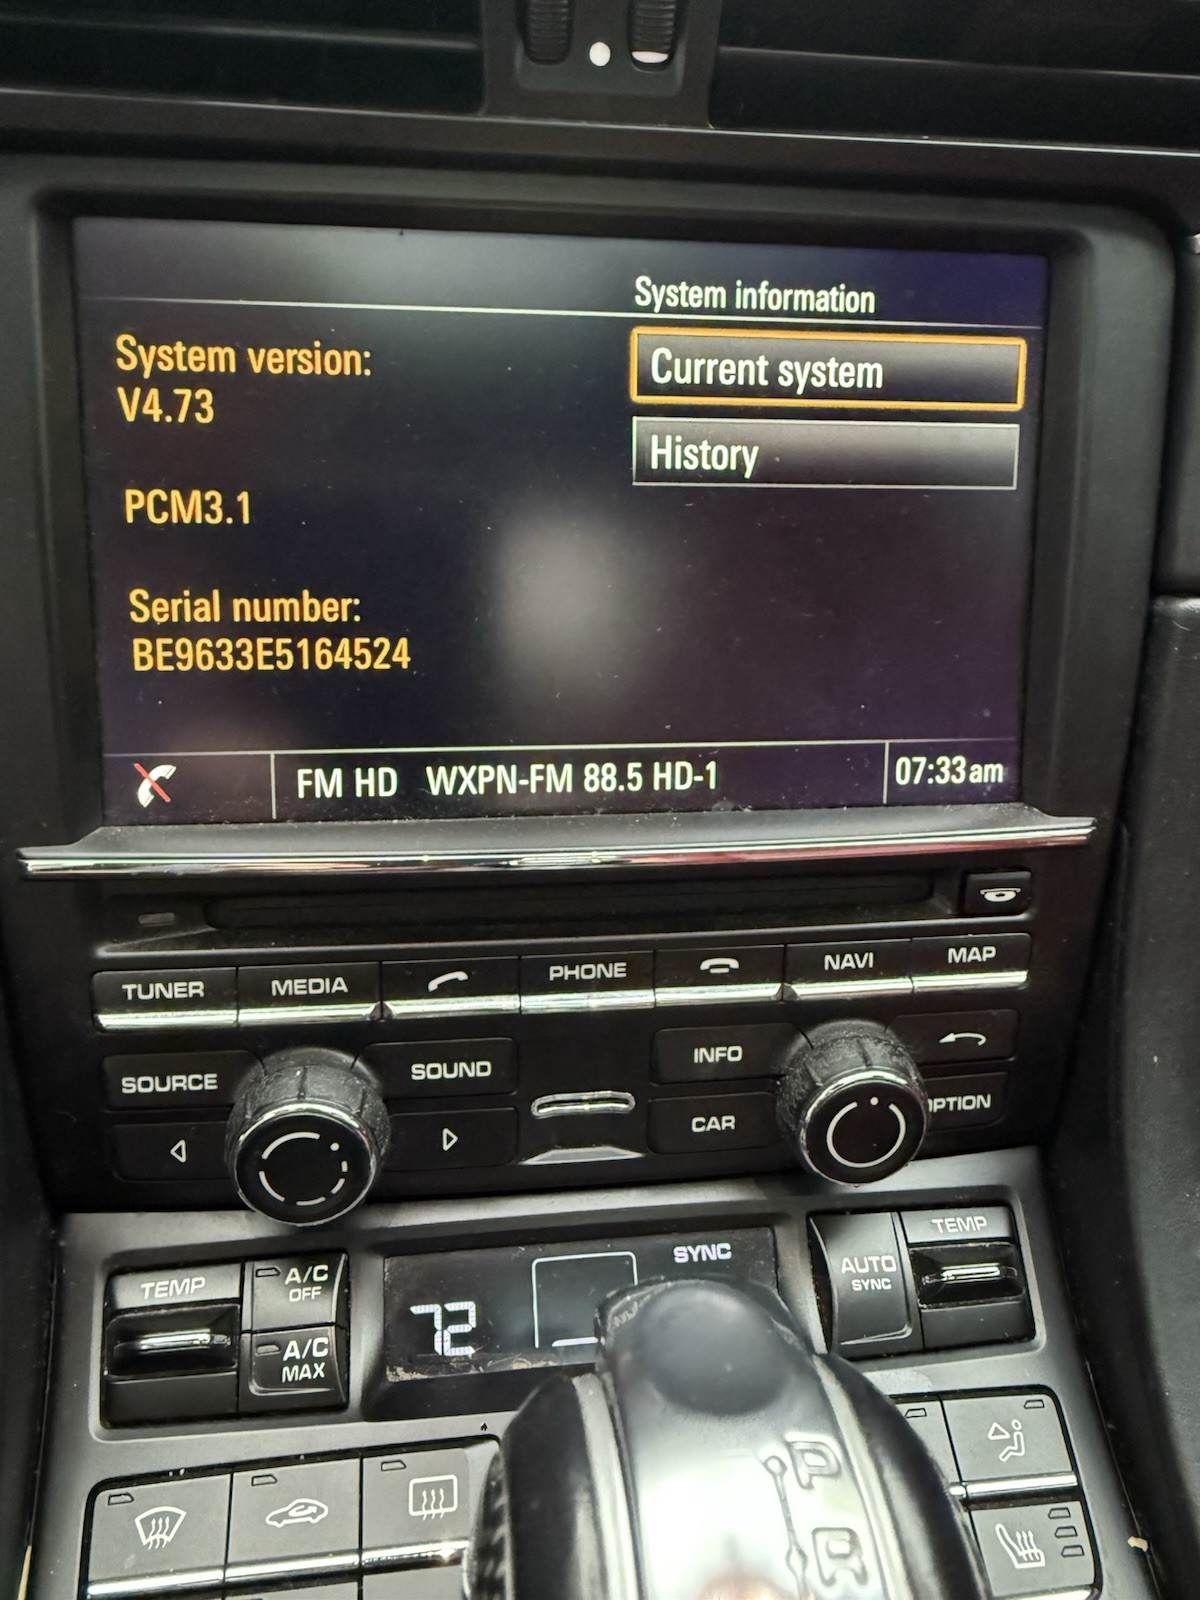 System information
System version:
V4.73
Current system
History
PCM3.1
Serial number:
BE9633E5164524
FM HD WXPN-FM 88.5 HD-1 07:33am
TUNER MEDIA PHONE NAVI MAP
SOURCE SOUND INFO
CAR OPTION
TEMP A/C OFF
A/C MAX
72
SYNC
AUTO SYNC
TEMP
P
R